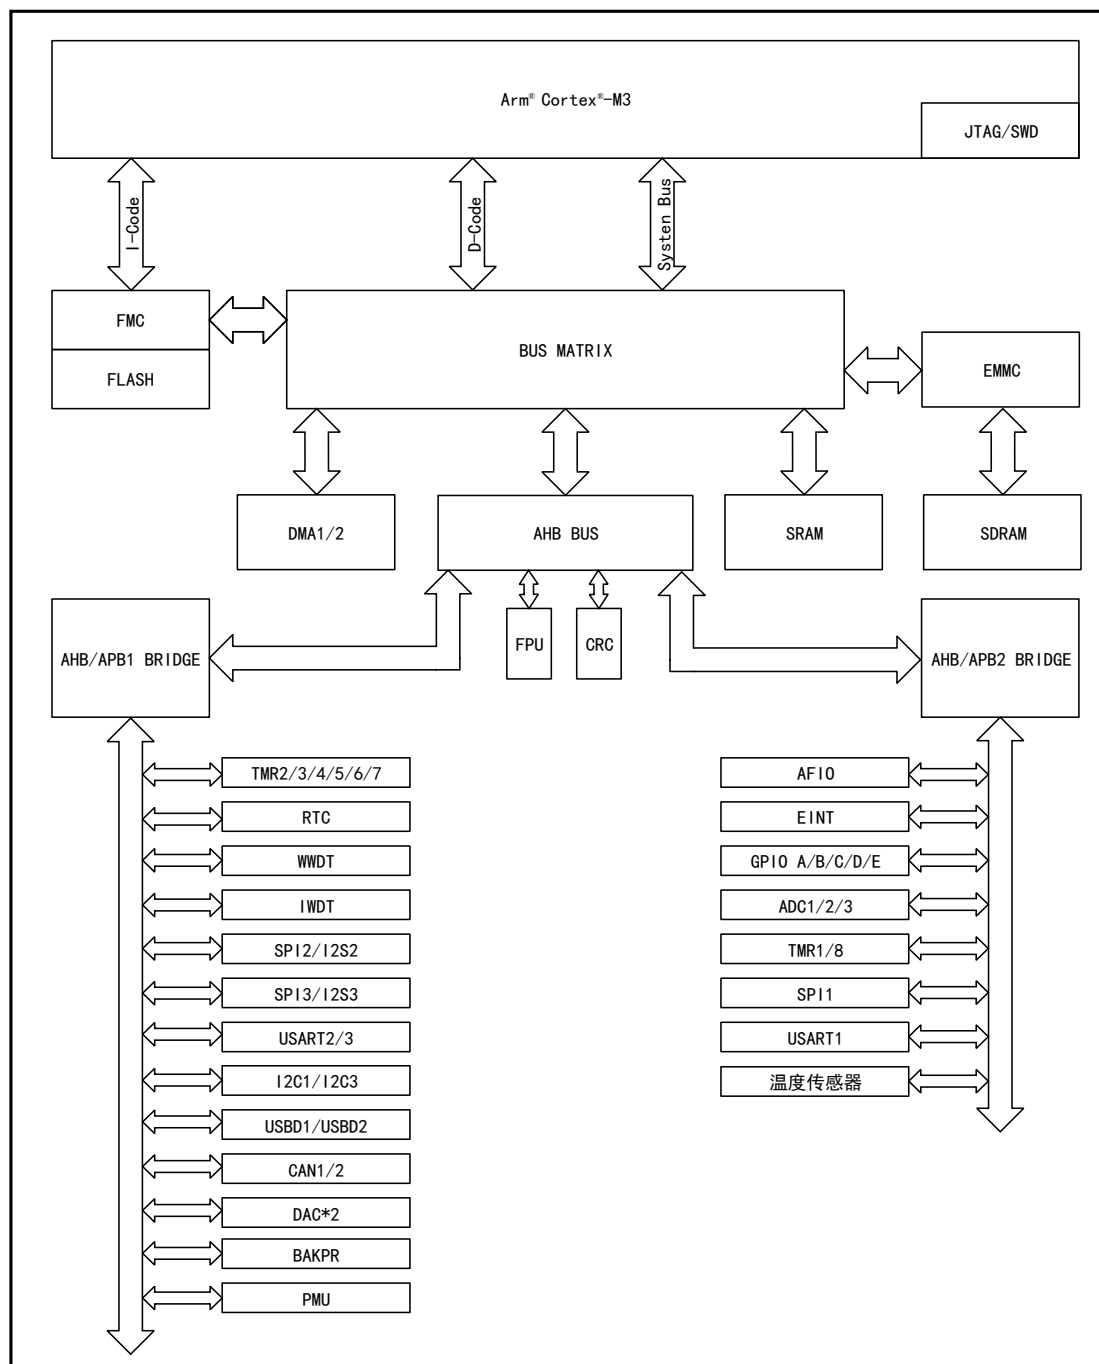 Arm® Cortex®-M3
JTAG/SWD
I-Code
D-Code
Systen Bus
FMC
FLASH
BUS MATRIX
EMMC
DMA1/2
AHB BUS
SRAM
SDRAM
FPU
CRC
AHB/APB1 BRIDGE
AHB/APB2 BRIDGE
TMR2/3/4/5/6/7
RTC
WWDT
IWDT
SPI2/I2S2
SPI3/I2S3
USART2/3
I2C1/I2C3
USBD1/USBD2
CAN1/2
DAC*2
BAKPR
PMU
AFIO
EINT
GPIO A/B/C/D/E
ADC1/2/3
TMR1/8
SPI1
USART1
温度传感器